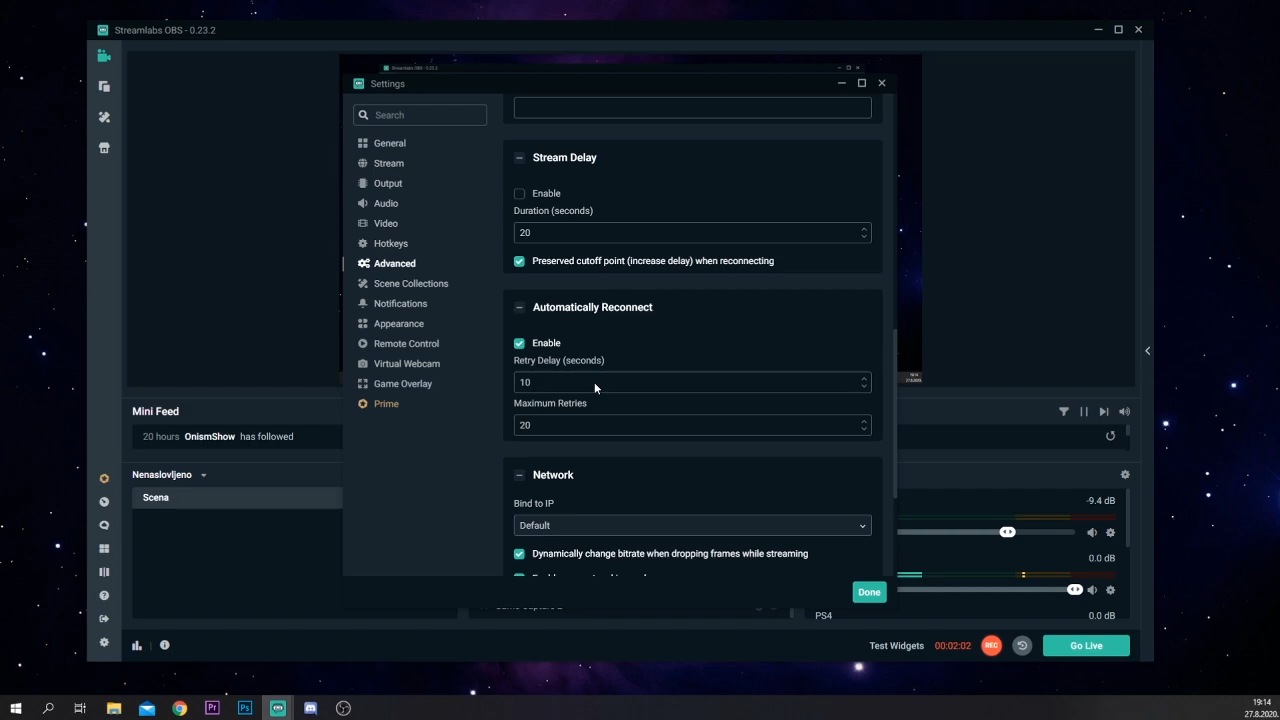 Streamlabs OBS - 0.23.2
Settings
Search
General
Stream
Output
Audio
Video
Hotkeys
Advanced
Scene Collections
Notifications
Appearance
Remote Control
Virtual Webcam
Game Overlay
Prime
Stream Delay
Enable
Duration (seconds)
20
Preserved cutoff point (increase delay) when reconnecting
Automatically Reconnect
Enable
Retry Delay (seconds)
10
Maximum Retries
20
Network
Bind to IP
Default
Dynamically change bitrate when dropping frames while streaming
Done
Mini Feed
20 hours OnismShow has followed
Nenaslovljeno
Scena
-9.4 dB
0.0 dB
PS4
0.0 dB
Test Widgets
00:02:02
REC
Go Live
Pr
Ps
19:14
27.8.2020.